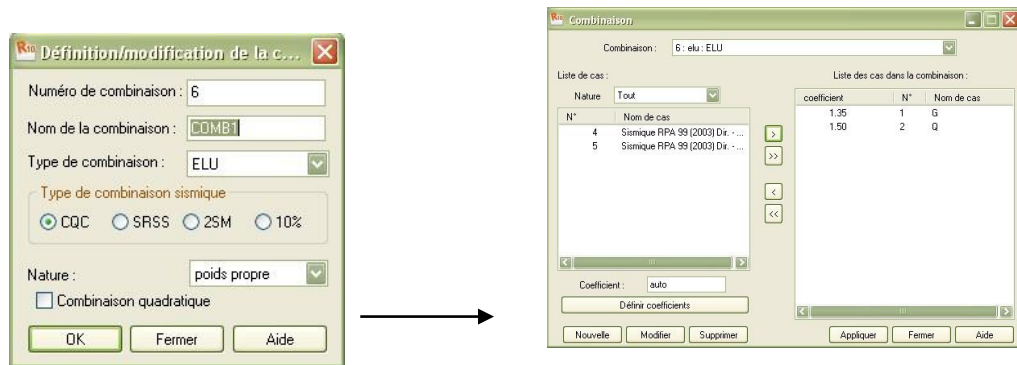 R10 Définition/modification de la c...
Numéro de combinaison : 6
Nom de la combinaison : COMB1
Type de combinaison : ELU
Type de combinaison sismique
CQC SRSS 2SM 10%
Nature : poids propre
Combinaison quadratique
OK Fermer Aide
R10 Combinaison
Combinaison : 6 : elu : ELU
Liste de cas :
Nature Tout
N° Nom de cas
4 Sismique RPA 99 (2003) Dir. - ...
5 Sismique RPA 99 (2003) Dir. - ...
Coefficient : auto
Définir coefficients
Nouvelle Modifier Supprimer
>
>>
<
<<
Liste des cas dans la combinaison :
coefficient N° Nom de cas
1.35 1 G
1.50 2 Q
Appliquer Fermer Aide